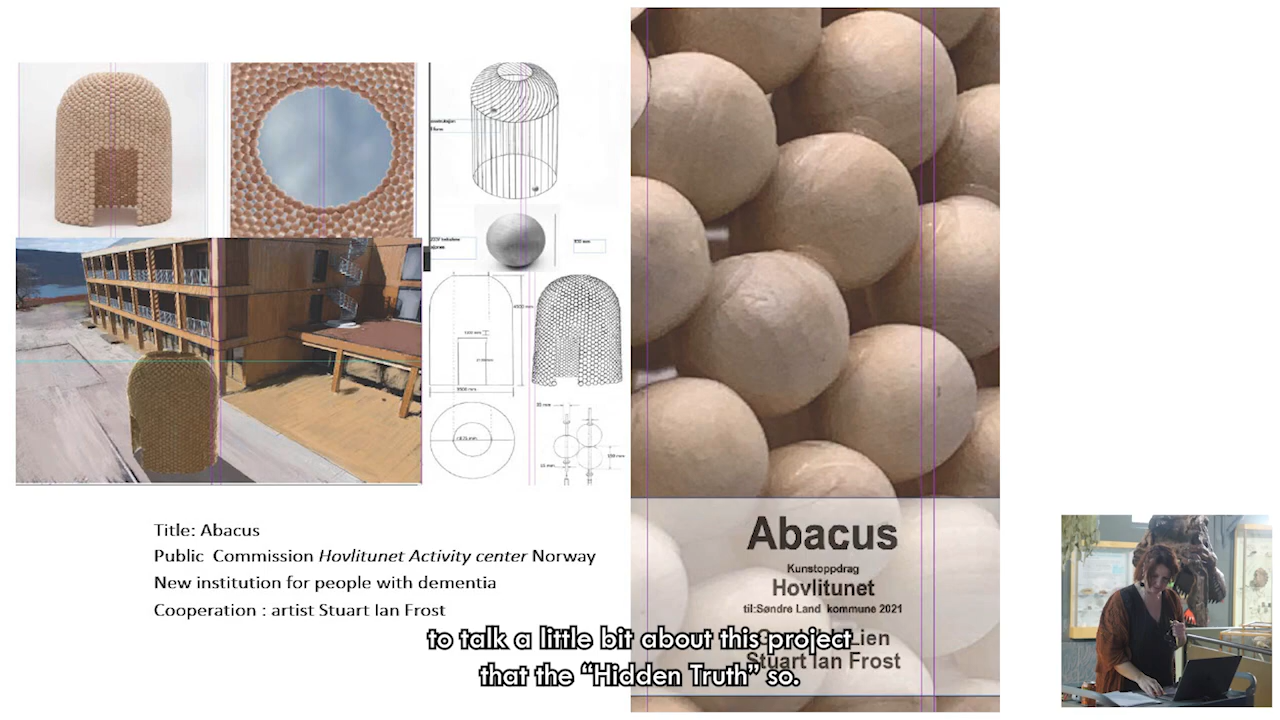 Title: Abacus
Public Commission Hovlitunet Activity center Norway
New institution for people with dementia
Cooperation : artist Stuart Ian Frost
Abacus
Kunstoppdrag
Hovlitunet
til:Søndre Land kommune 2021
Lien
Stuart Ian Frost
to talk a little bit about this project
that the “Hidden Truth” so.